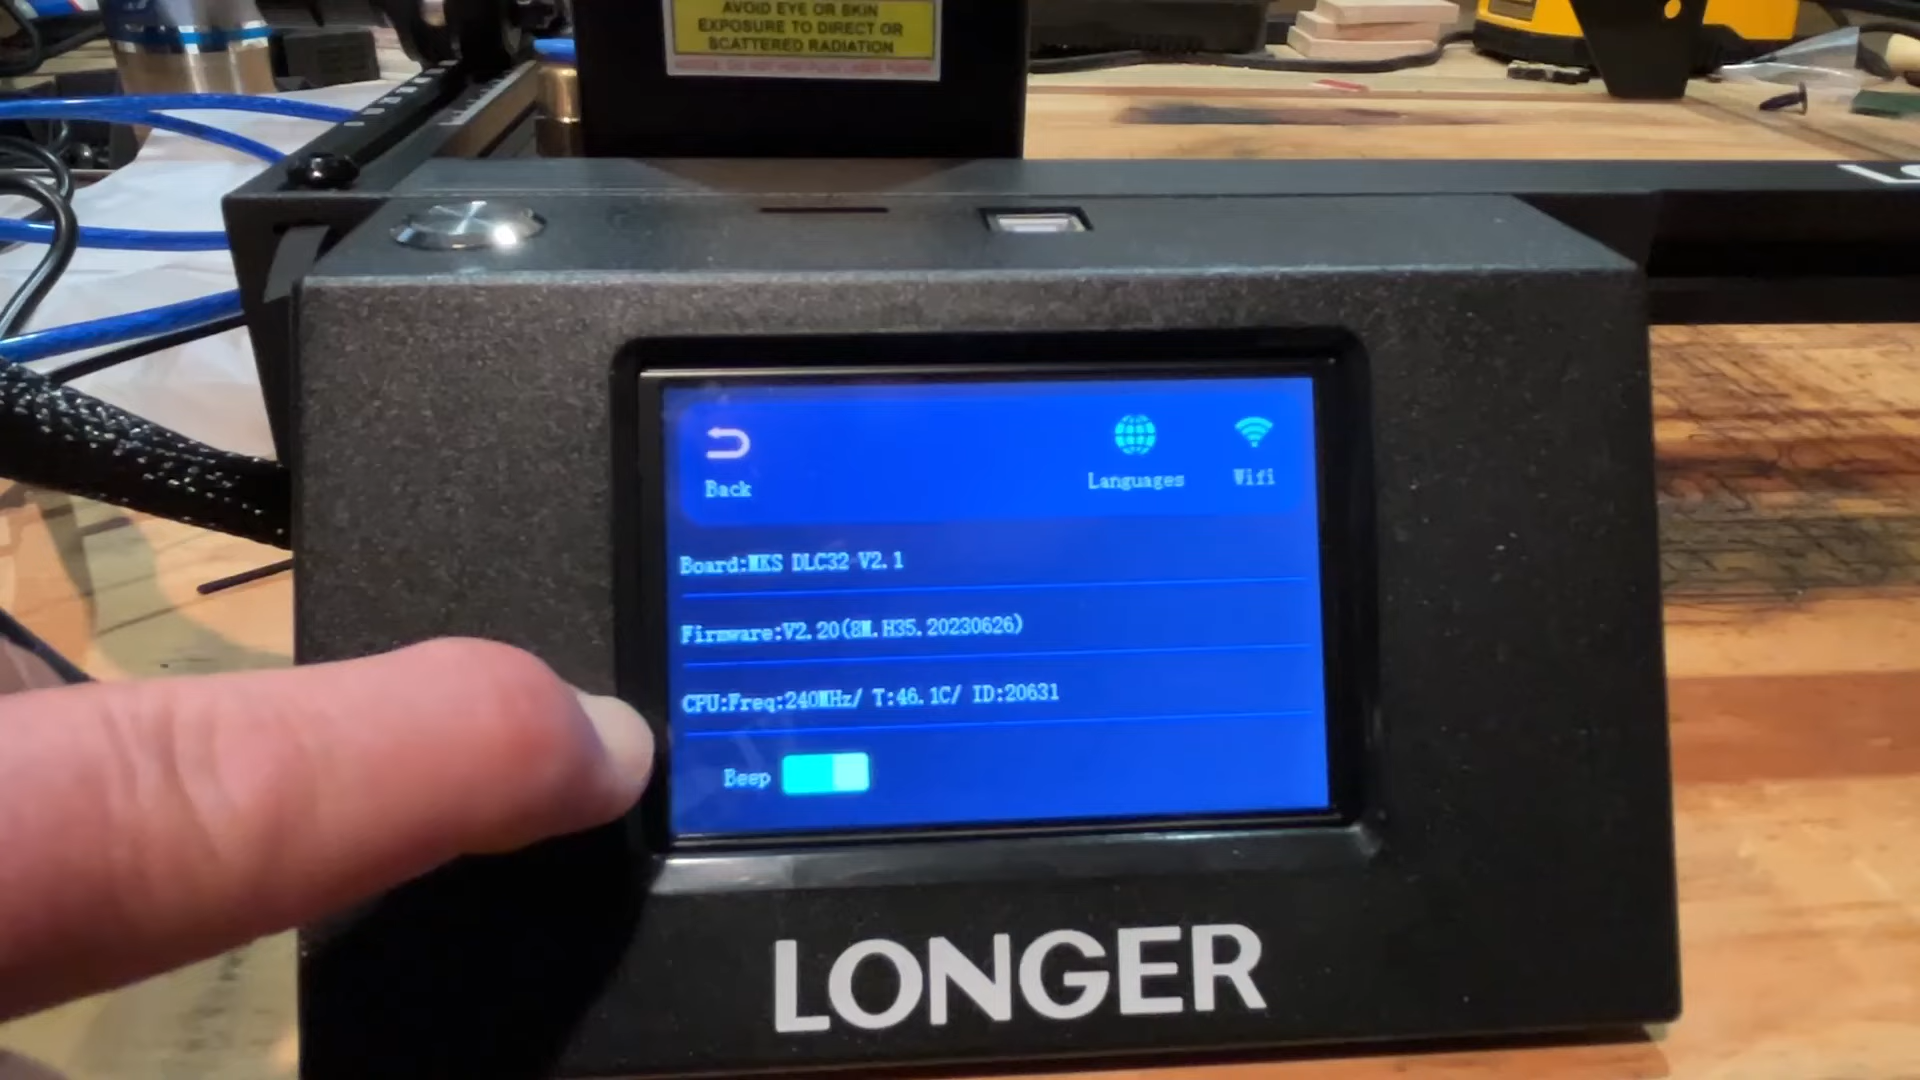 AVOID EYE OR SKIN
EXPOSURE TO DIRECT OR
SCATTERED RADIATION
Back
Languages
Wifi
Board:MKS DLC32 V2.1
Firmware:V2.20(8M.H35.20230626)
CPU:Freq:240MHz/ T:46.1C/ ID:20631
Beep
LONGER